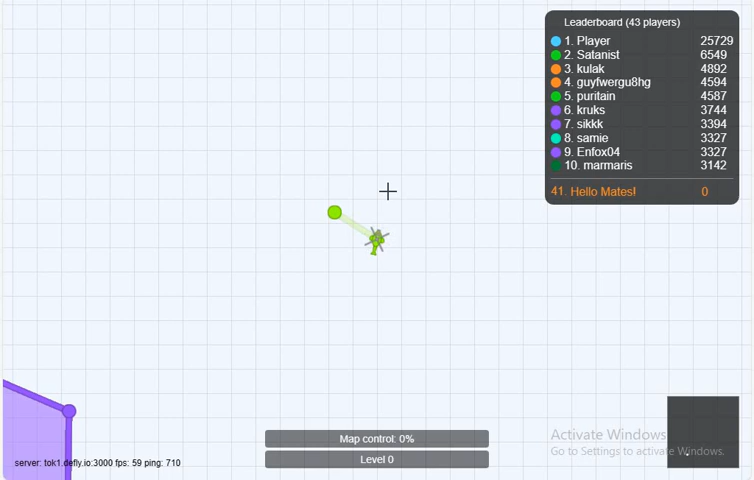 Leaderboard (43 players)
1. Player 25729
2. Satanist 6549
3. kulak 4892
4. guyfwergu8hg 4594
5. puritain 4587
6. kruks 3744
7. sikkk 3394
8. samie 3327
9. Enfox04 3327
10. marmaris 3142
41. Hello Mates! 0
Map control: 0%
Activate Windows
Go to Settings to activate Windows.
Level 0
server: tok1.defly.io:3000 fps: 59 ping: 710